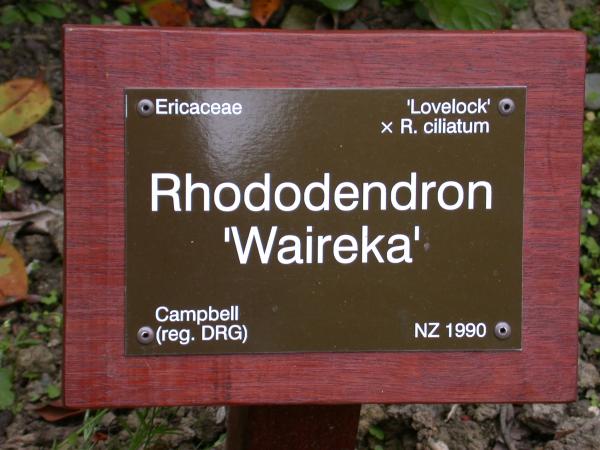 Ericaceae
'Lovelock'
× R. ciliatum
Rhododendron
'Waireka'
Campbell
(reg. DRG)
NZ 1990